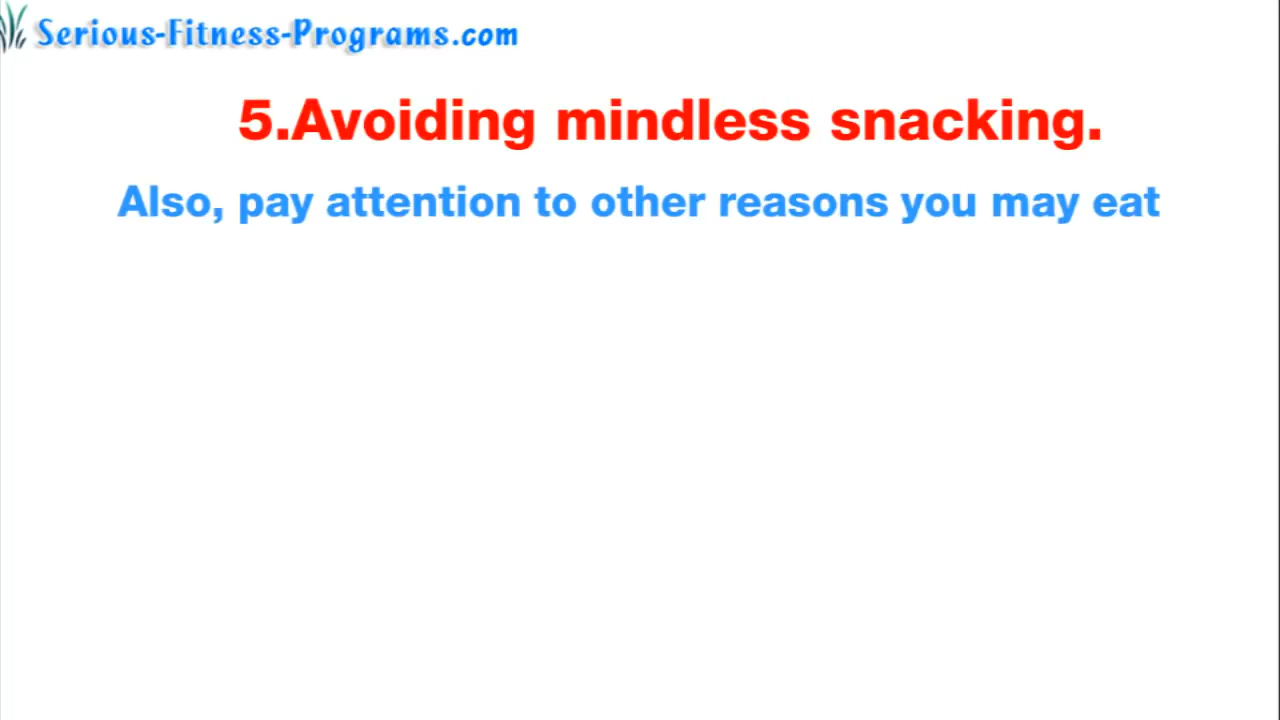 Serious-Fitness-Programs.com
5.Avoiding mindless snacking.
Also, pay attention to other reasons you may eat